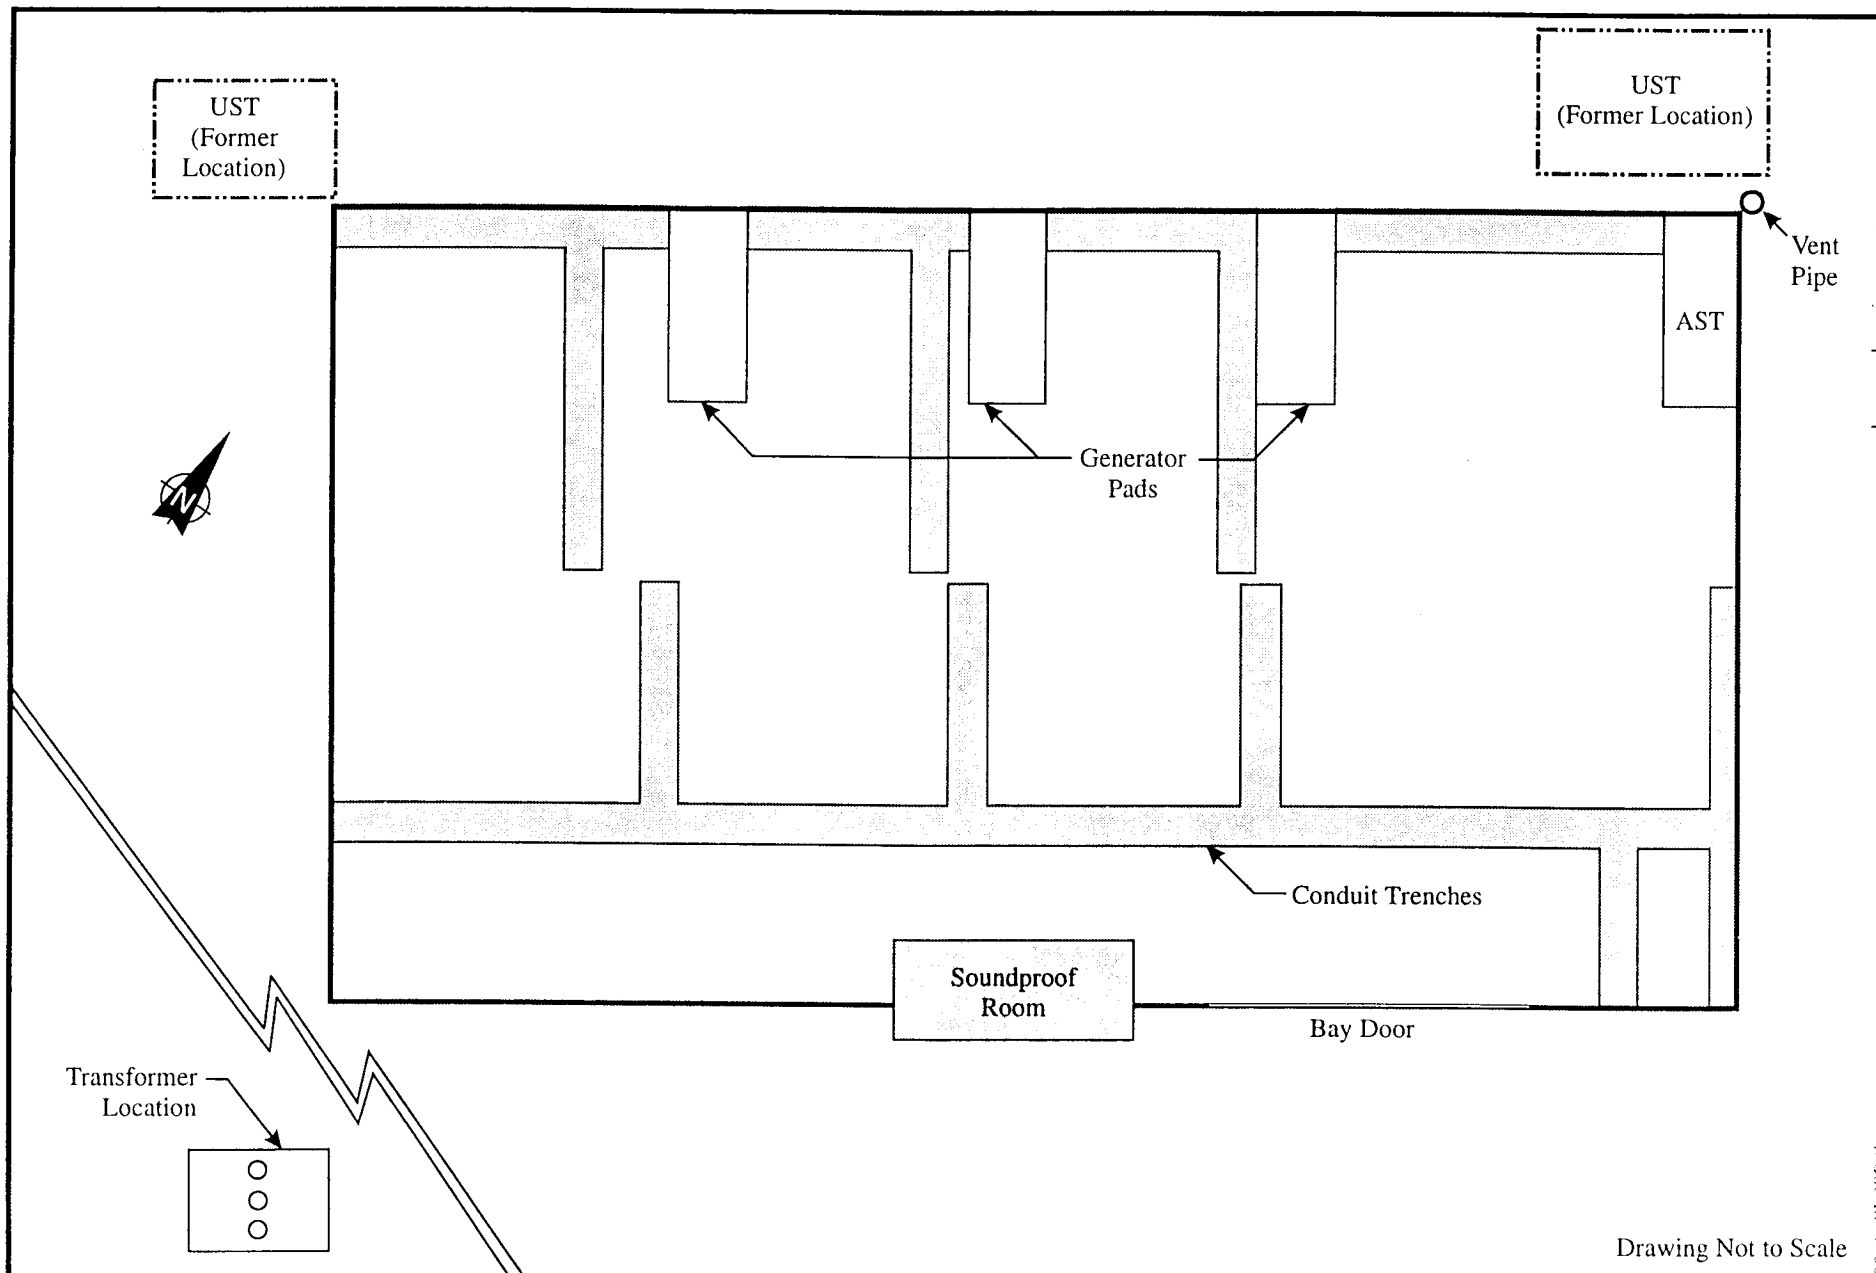 UST
(Former
Location)
UST
(Former Location)
Vent
Pipe
AST
Generator
Pads
N
Conduit Trenches
Soundproof
Room
Bay Door
Transformer
Location
Drawing Not to Scale